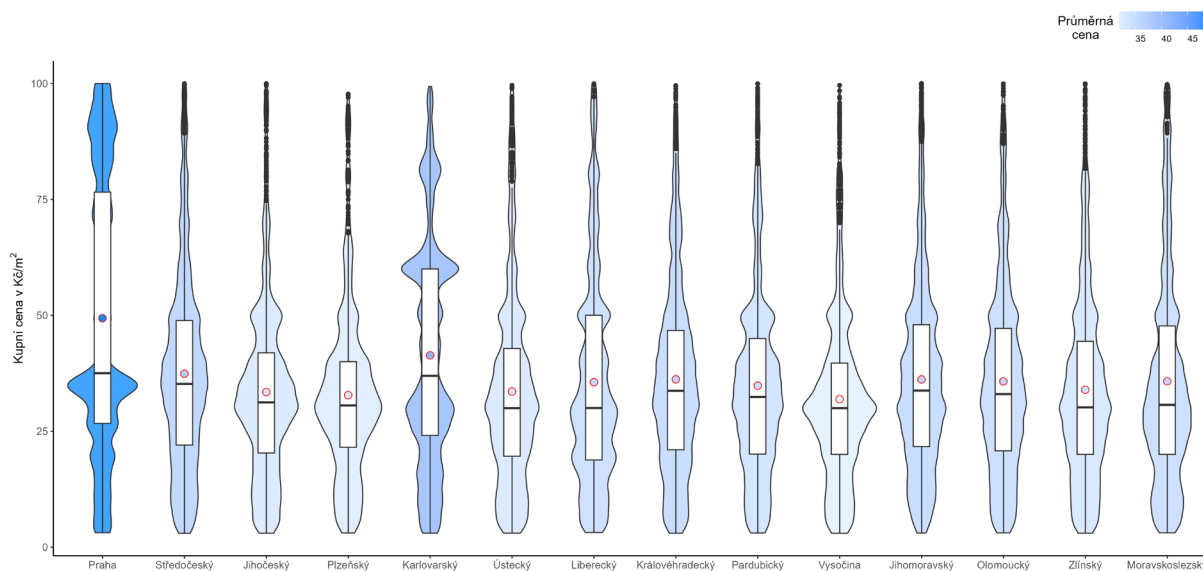 Průměrná
cena
35 40 45
Kupní cena v Kč/m²
100
75
50
25
0
Praha Středočeský Jihočeský Plzeňský Karlovarský Ústecký Liberecký Královéhradecký Pardubický Vysočina Jihomoravský Olomoucký Zlínský Moravskoslezsk